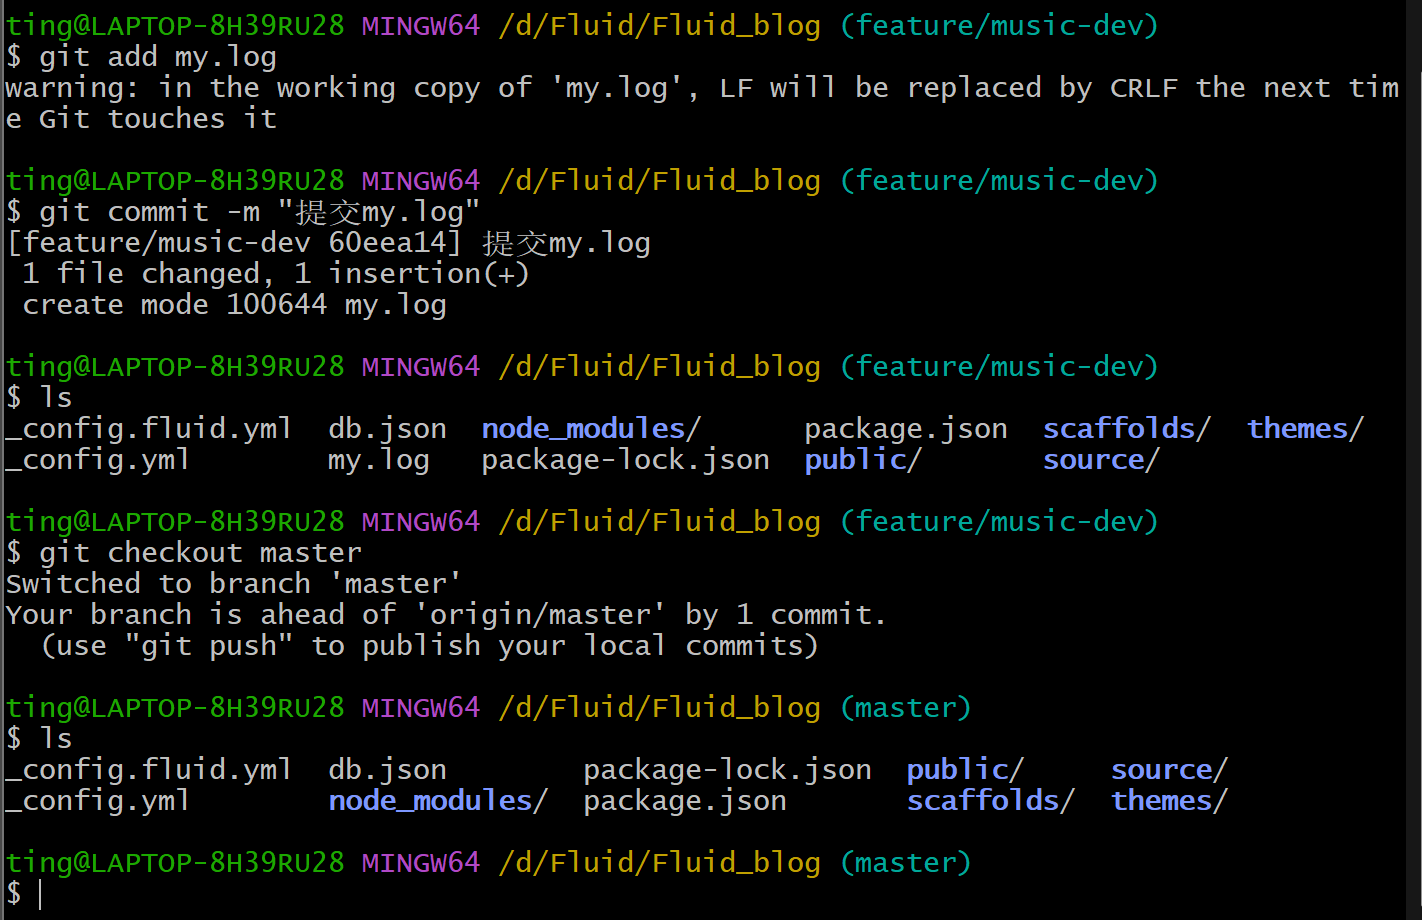 ting@LAPTOP-8H39RU28 MINGW64 /d/Fluid/Fluid_blog (feature/music-dev)
$ git add my.log
warning: in the working copy of 'my.log', LF will be replaced by CRLF the next tim
e Git touches it
ting@LAPTOP-8H39RU28 MINGW64 /d/Fluid/Fluid_blog (feature/music-dev)
$ git commit -m "提交my.log"
[feature/music-dev 60eea14] 提交my.log
 1 file changed, 1 insertion(+)
 create mode 100644 my.log
ting@LAPTOP-8H39RU28 MINGW64 /d/Fluid/Fluid_blog (feature/music-dev)
$ ls
_config.fluid.yml  db.json  node_modules/      package.json  scaffolds/  themes/
_config.yml        my.log   package-lock.json  public/       source/
ting@LAPTOP-8H39RU28 MINGW64 /d/Fluid/Fluid_blog (feature/music-dev)
$ git checkout master
Switched to branch 'master'
Your branch is ahead of 'origin/master' by 1 commit.
  (use "git push" to publish your local commits)
ting@LAPTOP-8H39RU28 MINGW64 /d/Fluid/Fluid_blog (master)
$ ls
_config.fluid.yml  db.json        package-lock.json  public/     source/
_config.yml        node_modules/  package.json       scaffolds/  themes/
ting@LAPTOP-8H39RU28 MINGW64 /d/Fluid/Fluid_blog (master)
$